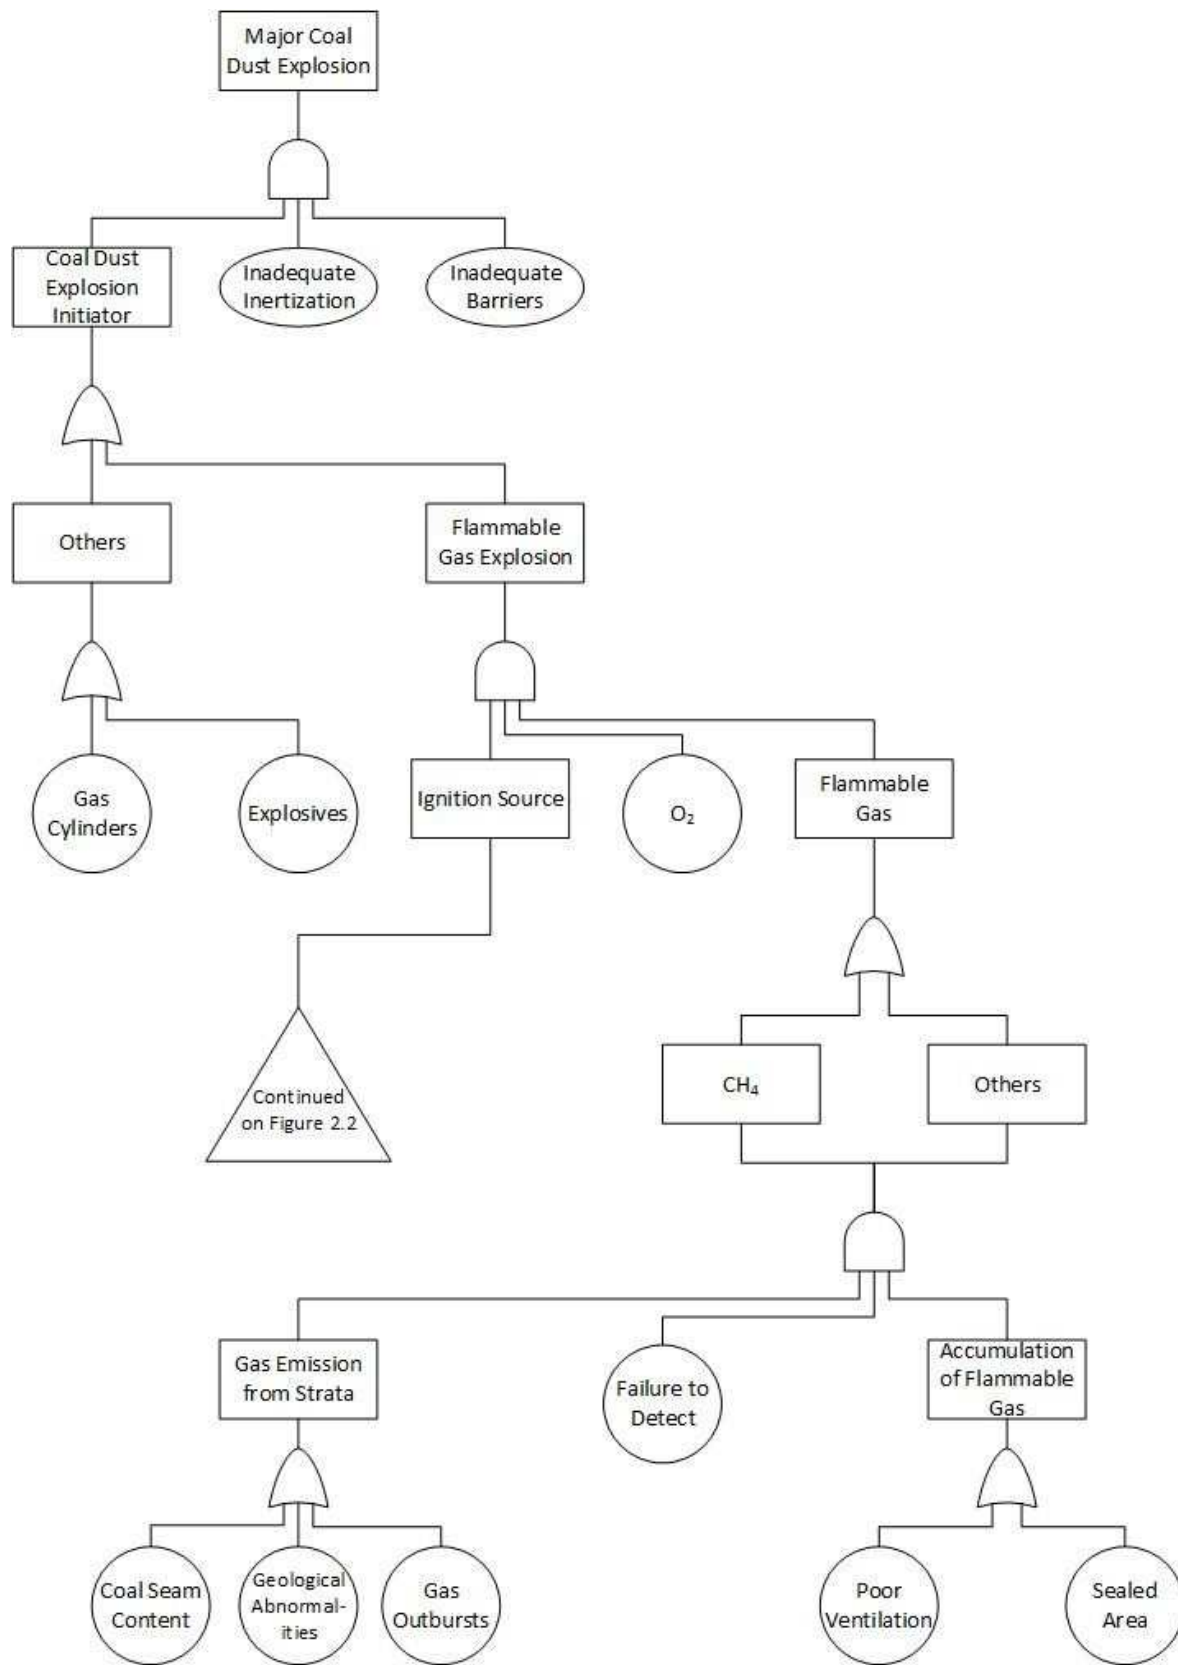 Major Coal
Dust Explosion
Coal Dust
Explosion
Initiator
Inadequate
Inertization
Inadequate
Barriers
Others
Flammable
Gas Explosion
Gas
Cylinders
Explosives
Ignition Source
O₂
Flammable
Gas
Continued
on Figure 2.2
CH₄
Others
Gas Emission
from Strata
Failure to
Detect
Accumulation
of Flammable
Gas
Coal Seam
Content
Geological
Abnormal-
ities
Gas
Outbursts
Poor
Ventilation
Sealed
Area